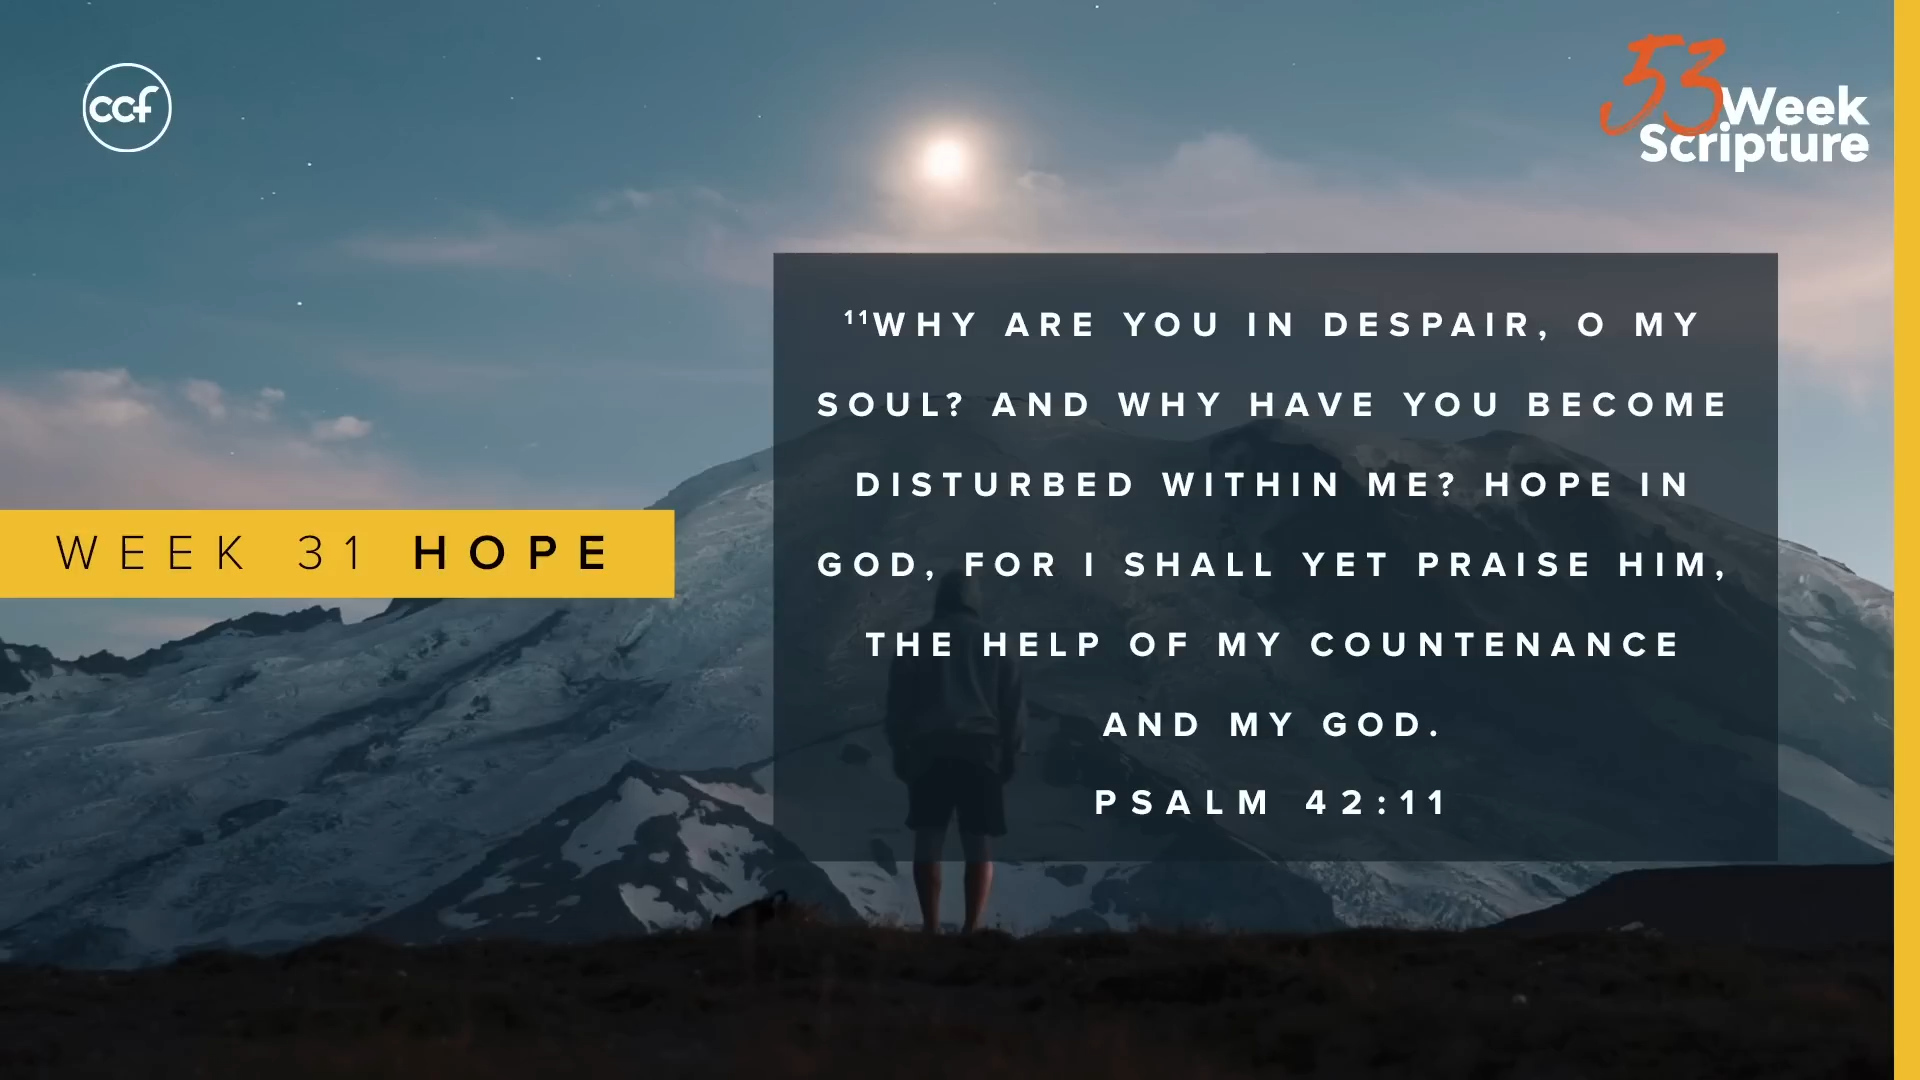 ccf
53 Week
Scripture
WEEK 31 HOPE
¹¹WHY ARE YOU IN DESPAIR, O MY
SOUL? AND WHY HAVE YOU BECOME
DISTURBED WITHIN ME? HOPE IN
GOD, FOR I SHALL YET PRAISE HIM,
THE HELP OF MY COUNTENANCE
AND MY GOD.
PSALM 42:11